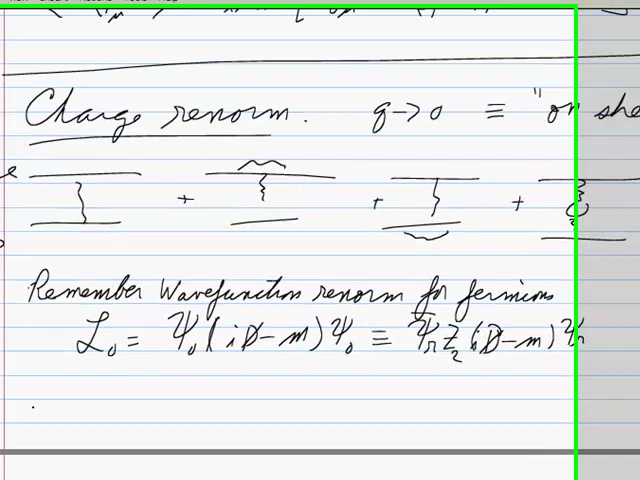 Charge renorm. q → 0 ≡ "on she
+ + +
Remember Wavefunction renorm for fermions
ℒ₀ = Ψ̄₀(iD̸−m)Ψ₀ ≡ Ψ̄ᵣZ₂(iD̸−m)Ψᵣ